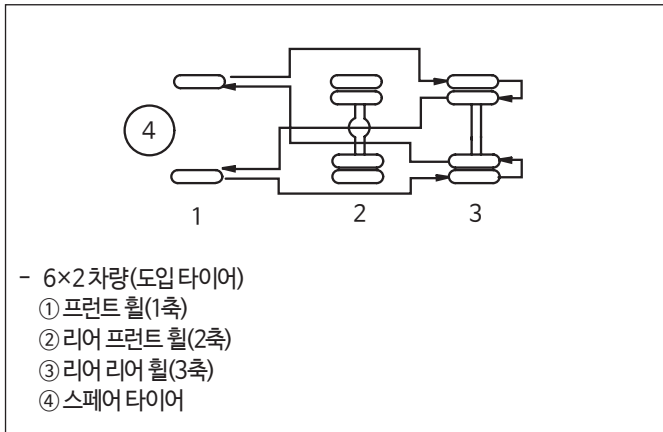 4
1 2 3
- 6×2 차량(도입 타이어)
① 프런트 휠(1축)
② 리어 프런트 휠(2축)
③ 리어 리어 휠(3축)
④ 스페어 타이어